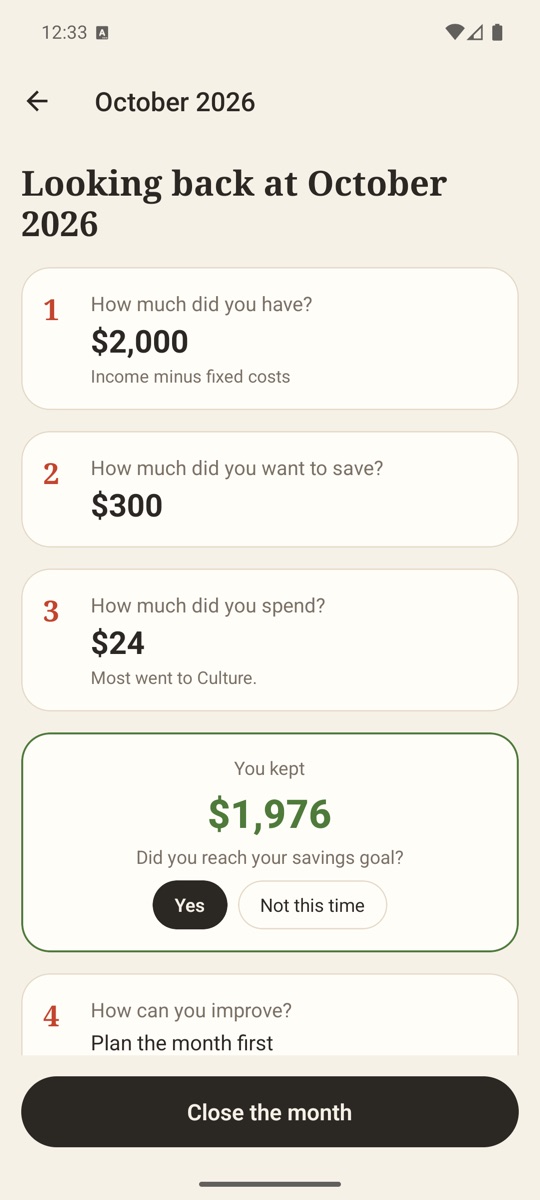 12:33
A
October 2026
Looking back at October
2026
1
How much did you have?
$2,000
Income minus fixed costs
2
How much did you want to save?
$300
3
How much did you spend?
$24
Most went to Culture.
You kept
$1,976
Did you reach your savings goal?
Yes
Not this time
4
How can you improve?
Plan the month first
Close the month